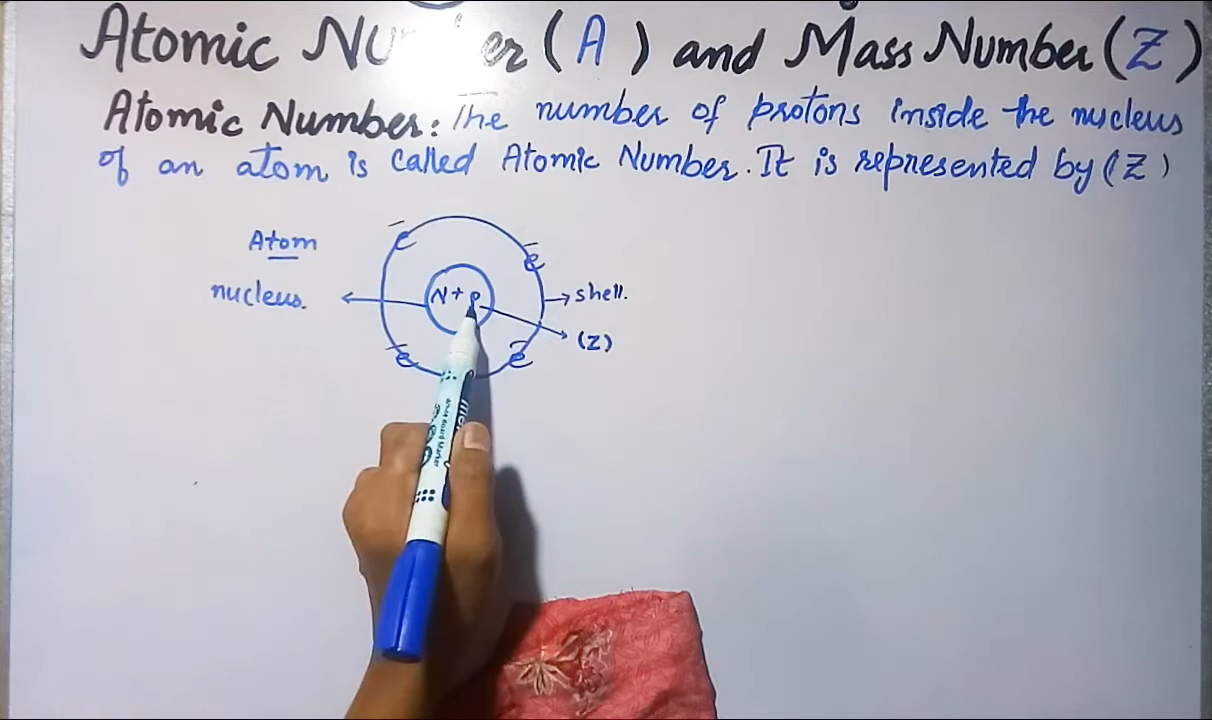 Atomic Nu er (A) and Mass Number (Z)
Atomic Number: The number of protons inside the nucleus
of an atom is called Atomic Number. It is represented by (Z)
Atom
nucleus.
e⁻ e⁻
N + P
e⁻ e⁻
shell.
(Z)